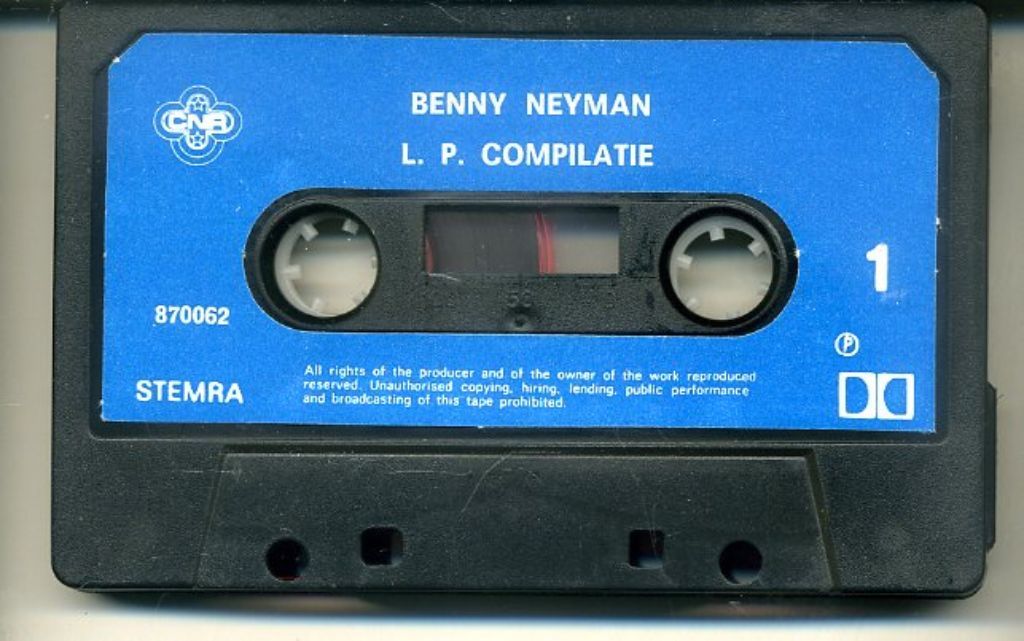 CNR
BENNY NEYMAN
L. P. COMPILATIE
1
870062
STEMRA
All rights of the producer and of the owner of the work reproduced
reserved. Unauthorised copying, hiring, lending, public performance
and broadcasting of this tape prohibited.
Ⓟ